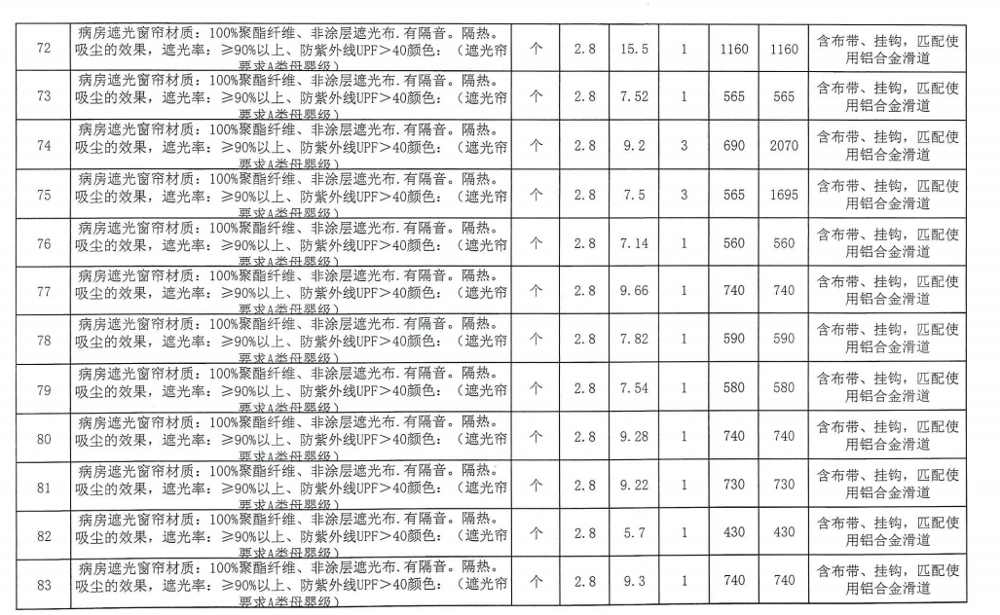 72 病房遮光窗帘材质：100%聚酯纤维、非涂层遮光布.有隔音。隔热。 个 2.8 15.5 1 1160 1160 含布带、挂钩，匹配使
吸尘的效果，遮光率：≥90%以上、防紫外线UPF＞40颜色：（遮光帘 用铝合金滑道
要求A类母婴级）
73 病房遮光窗帘材质：100%聚酯纤维、非涂层遮光布.有隔音。隔热。 个 2.8 7.52 1 565 565 含布带、挂钩，匹配使
吸尘的效果，遮光率：≥90%以上、防紫外线UPF＞40颜色：（遮光帘 用铝合金滑道
要求A类母婴级）
74 病房遮光窗帘材质：100%聚酯纤维、非涂层遮光布.有隔音。隔热。 个 2.8 9.2 3 690 2070 含布带、挂钩，匹配使
吸尘的效果，遮光率：≥90%以上、防紫外线UPF＞40颜色：（遮光帘 用铝合金滑道
要求A类母婴级）
75 病房遮光窗帘材质：100%聚酯纤维、非涂层遮光布.有隔音。隔热。 个 2.8 7.5 3 565 1695 含布带、挂钩，匹配使
吸尘的效果，遮光率：≥90%以上、防紫外线UPF＞40颜色：（遮光帘 用铝合金滑道
要求A类母婴级）
76 病房遮光窗帘材质：100%聚酯纤维、非涂层遮光布.有隔音。隔热。 个 2.8 7.14 1 560 560 含布带、挂钩，匹配使
吸尘的效果，遮光率：≥90%以上、防紫外线UPF＞40颜色：（遮光帘 用铝合金滑道
要求A类母婴级）
77 病房遮光窗帘材质：100%聚酯纤维、非涂层遮光布.有隔音。隔热。 个 2.8 9.66 1 740 740 含布带、挂钩，匹配使
吸尘的效果，遮光率：≥90%以上、防紫外线UPF＞40颜色：（遮光帘 用铝合金滑道
要求A类母婴级）
78 病房遮光窗帘材质：100%聚酯纤维、非涂层遮光布.有隔音。隔热。 个 2.8 7.82 1 590 590 含布带、挂钩，匹配使
吸尘的效果，遮光率：≥90%以上、防紫外线UPF＞40颜色：（遮光帘 用铝合金滑道
要求A类母婴级）
79 病房遮光窗帘材质：100%聚酯纤维、非涂层遮光布.有隔音。隔热。 个 2.8 7.54 1 580 580 含布带、挂钩，匹配使
吸尘的效果，遮光率：≥90%以上、防紫外线UPF＞40颜色：（遮光帘 用铝合金滑道
要求A类母婴级）
80 病房遮光窗帘材质：100%聚酯纤维、非涂层遮光布.有隔音。隔热。 个 2.8 9.28 1 740 740 含布带、挂钩，匹配使
吸尘的效果，遮光率：≥90%以上、防紫外线UPF＞40颜色：（遮光帘 用铝合金滑道
要求A类母婴级）
81 病房遮光窗帘材质：100%聚酯纤维、非涂层遮光布.有隔音。隔热。 个 2.8 9.22 1 730 730 含布带、挂钩，匹配使
吸尘的效果，遮光率：≥90%以上、防紫外线UPF＞40颜色：（遮光帘 用铝合金滑道
要求A类母婴级）
82 病房遮光窗帘材质：100%聚酯纤维、非涂层遮光布.有隔音。隔热。 个 2.8 5.7 1 430 430 含布带、挂钩，匹配使
吸尘的效果，遮光率：≥90%以上、防紫外线UPF＞40颜色：（遮光帘 用铝合金滑道
要求A类母婴级）
83 病房遮光窗帘材质：100%聚酯纤维、非涂层遮光布.有隔音。隔热。 个 2.8 9.3 1 740 740 含布带、挂钩，匹配使
吸尘的效果，遮光率：≥90%以上、防紫外线UPF＞40颜色：（遮光帘 用铝合金滑道
要求A类母婴级）